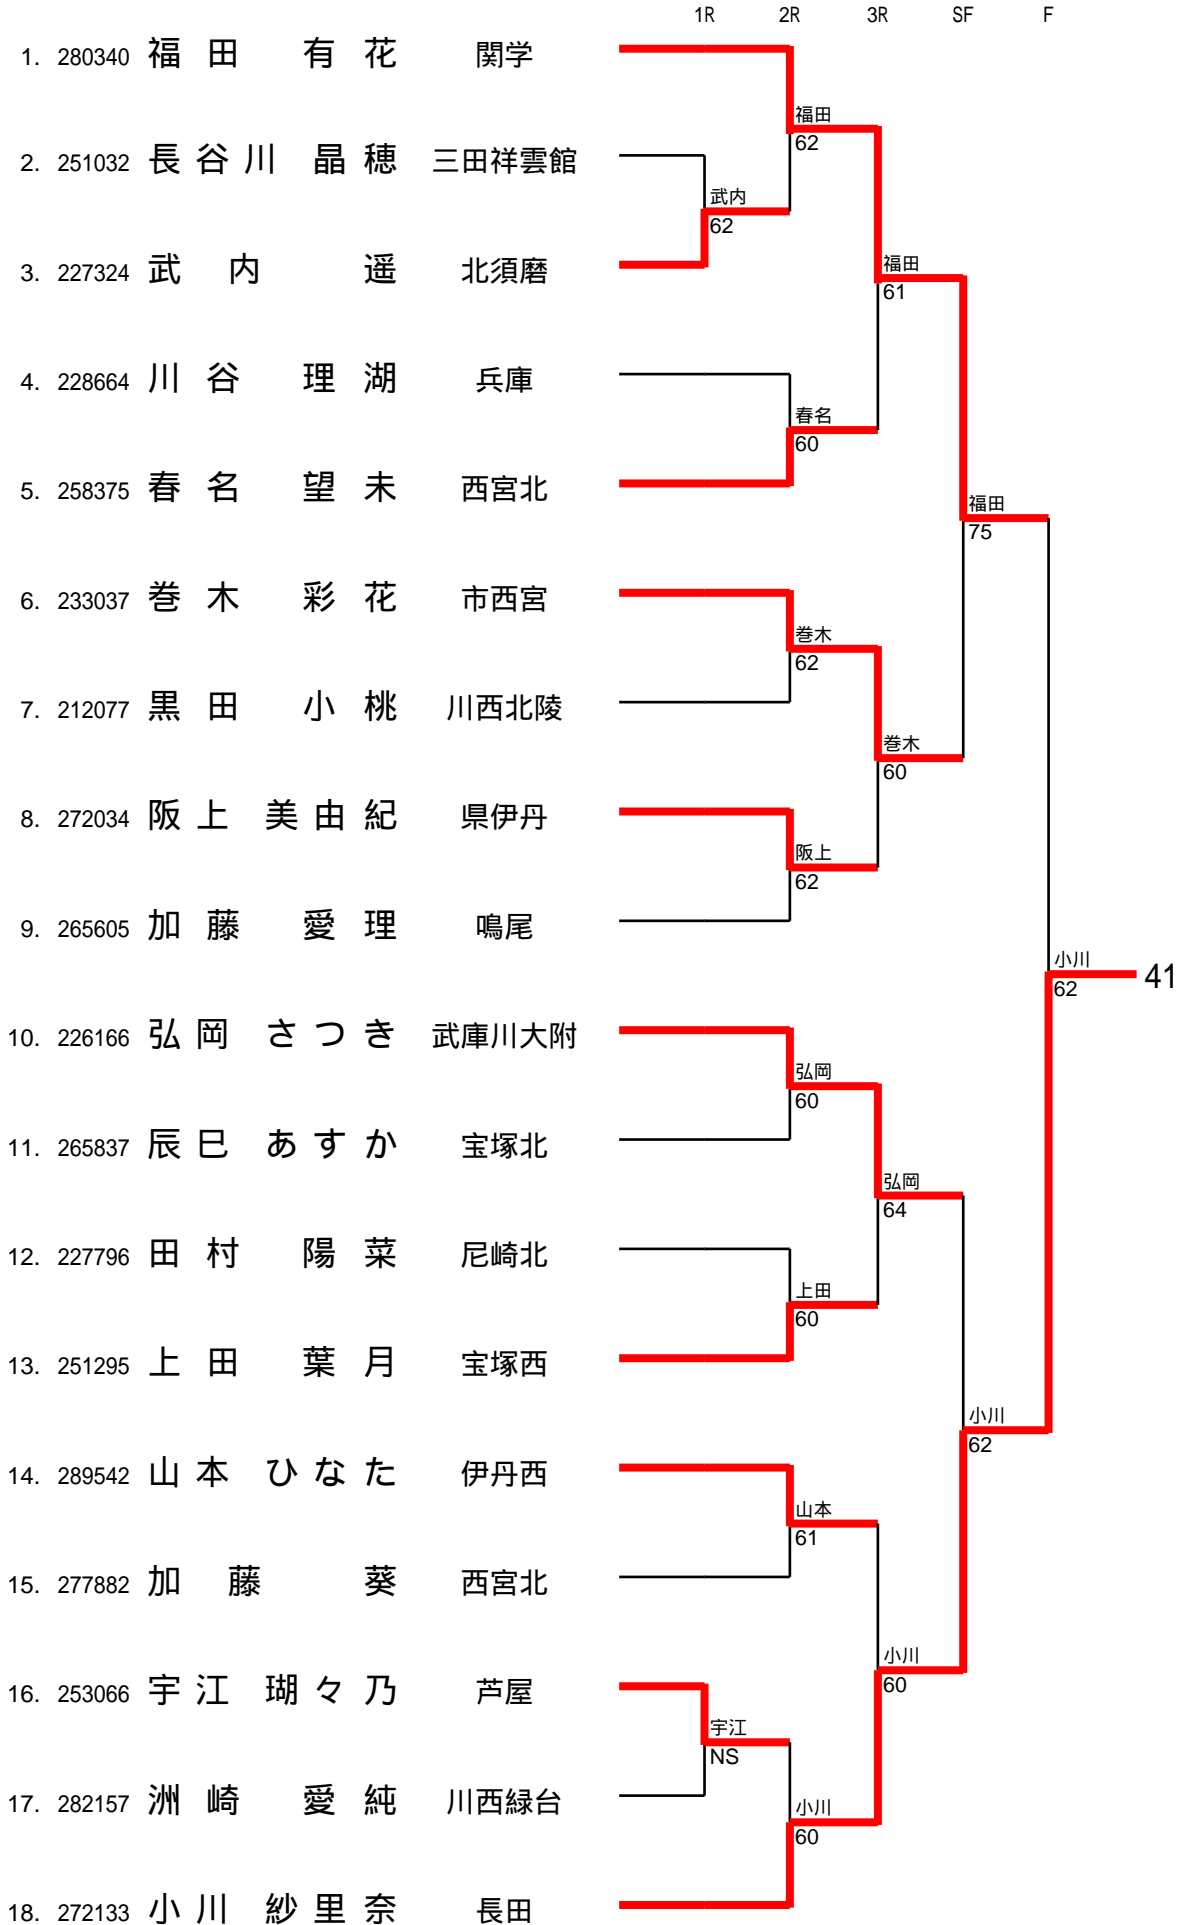 1R 2R 3R SF F
1. 280340 福田 有花 関学
福田
62
2. 251032 長谷川 晶穂 三田祥雲館
武内
62
3. 227324 武内 遥 北須磨
福田
61
4. 228664 川谷 理湖 兵庫
春名
60
5. 258375 春名 望未 西宮北
福田
75
6. 233037 巻木 彩花 市西宮
巻木
62
7. 212077 黒田 小桃 川西北陵
巻木
60
8. 272034 阪上 美由紀 県伊丹
阪上
62
9. 265605 加藤 愛理 鳴尾
小川
62
41
10. 226166 弘岡 さつき 武庫川大附
弘岡
60
11. 265837 辰巳 あすか 宝塚北
弘岡
64
12. 227796 田村 陽菜 尼崎北
上田
60
13. 251295 上田 葉月 宝塚西
小川
62
14. 289542 山本 ひなた 伊丹西
山本
61
15. 277882 加藤 葵 西宮北
小川
60
16. 253066 宇江 瑚々乃 芦屋
宇江
NS
17. 282157 洲崎 愛純 川西緑台
小川
60
18. 272133 小川 紗里奈 長田